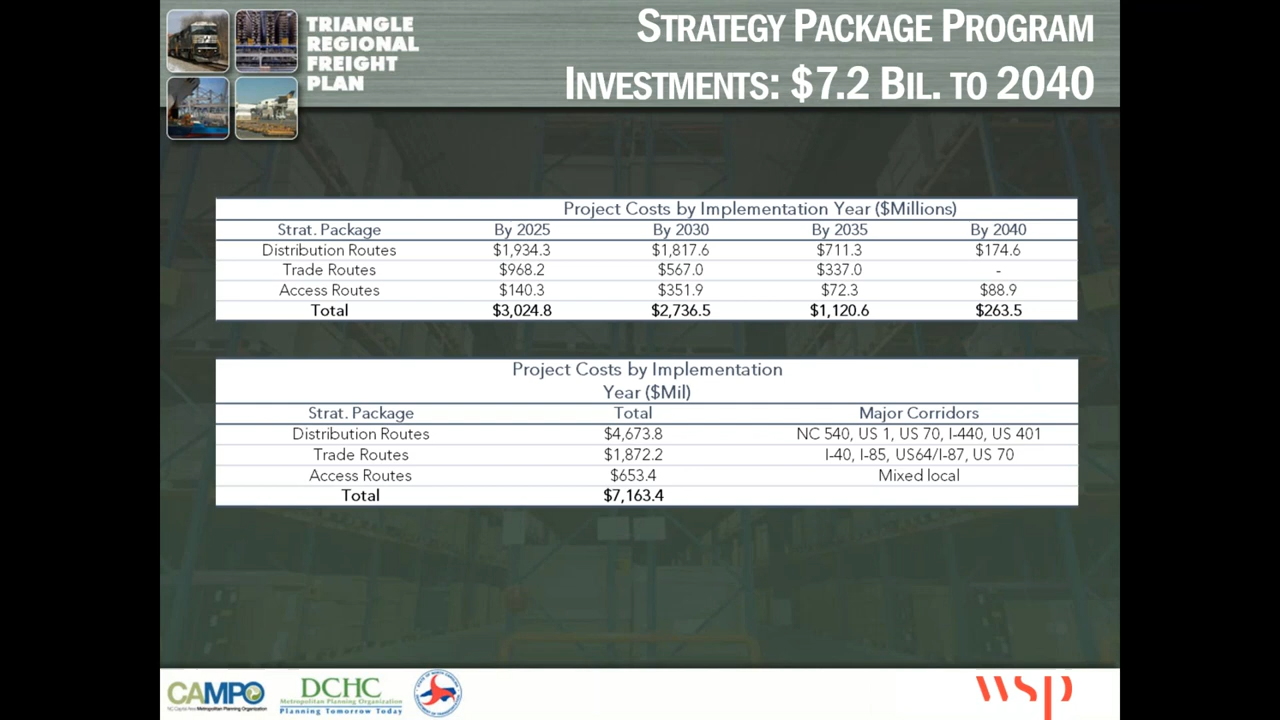 TRIANGLE
REGIONAL
FREIGHT
PLAN
STRATEGY PACKAGE PROGRAM
INVESTMENTS: $7.2 BIL. TO 2040
Project Costs by Implementation Year ($Millions)
Strat. Package By 2025 By 2030 By 2035 By 2040
Distribution Routes $1,934.3 $1,817.6 $711.3 $174.6
Trade Routes $968.2 $567.0 $337.0 -
Access Routes $140.3 $351.9 $72.3 $88.9
Total $3,024.8 $2,736.5 $1,120.6 $263.5
Project Costs by Implementation
Year ($Mil)
Strat. Package Total Major Corridors
Distribution Routes $4,673.8 NC 540, US 1, US 70, I-440, US 401
Trade Routes $1,872.2 I-40, I-85, US64/I-87, US 70
Access Routes $653.4 Mixed local
Total $7,163.4
CAMPO
NC Capital Area Metropolitan Planning Organization
DCHC
Metropolitan Planning Organization
Planning Tomorrow Today
wsp